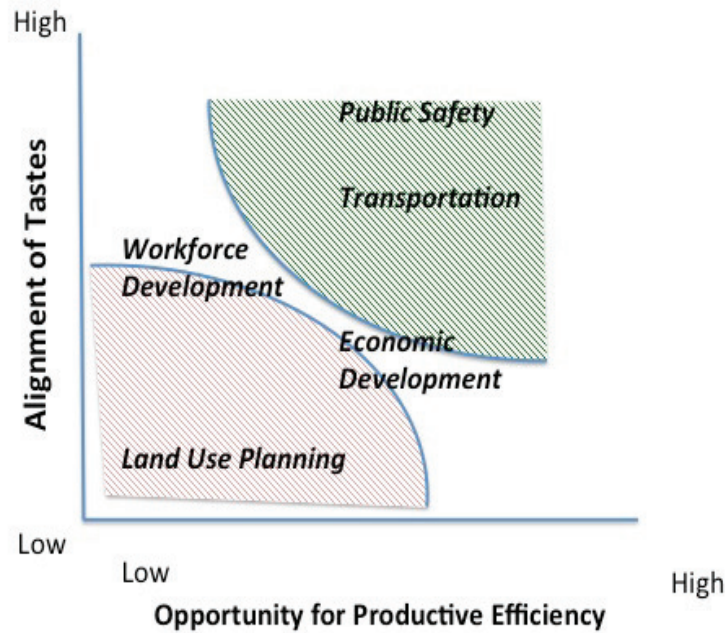 High
Alignment of Tastes
Public Safety
Transportation
Workforce
Development
Economic
Development
Land Use Planning
Low
Low
High
Opportunity for Productive Efficiency